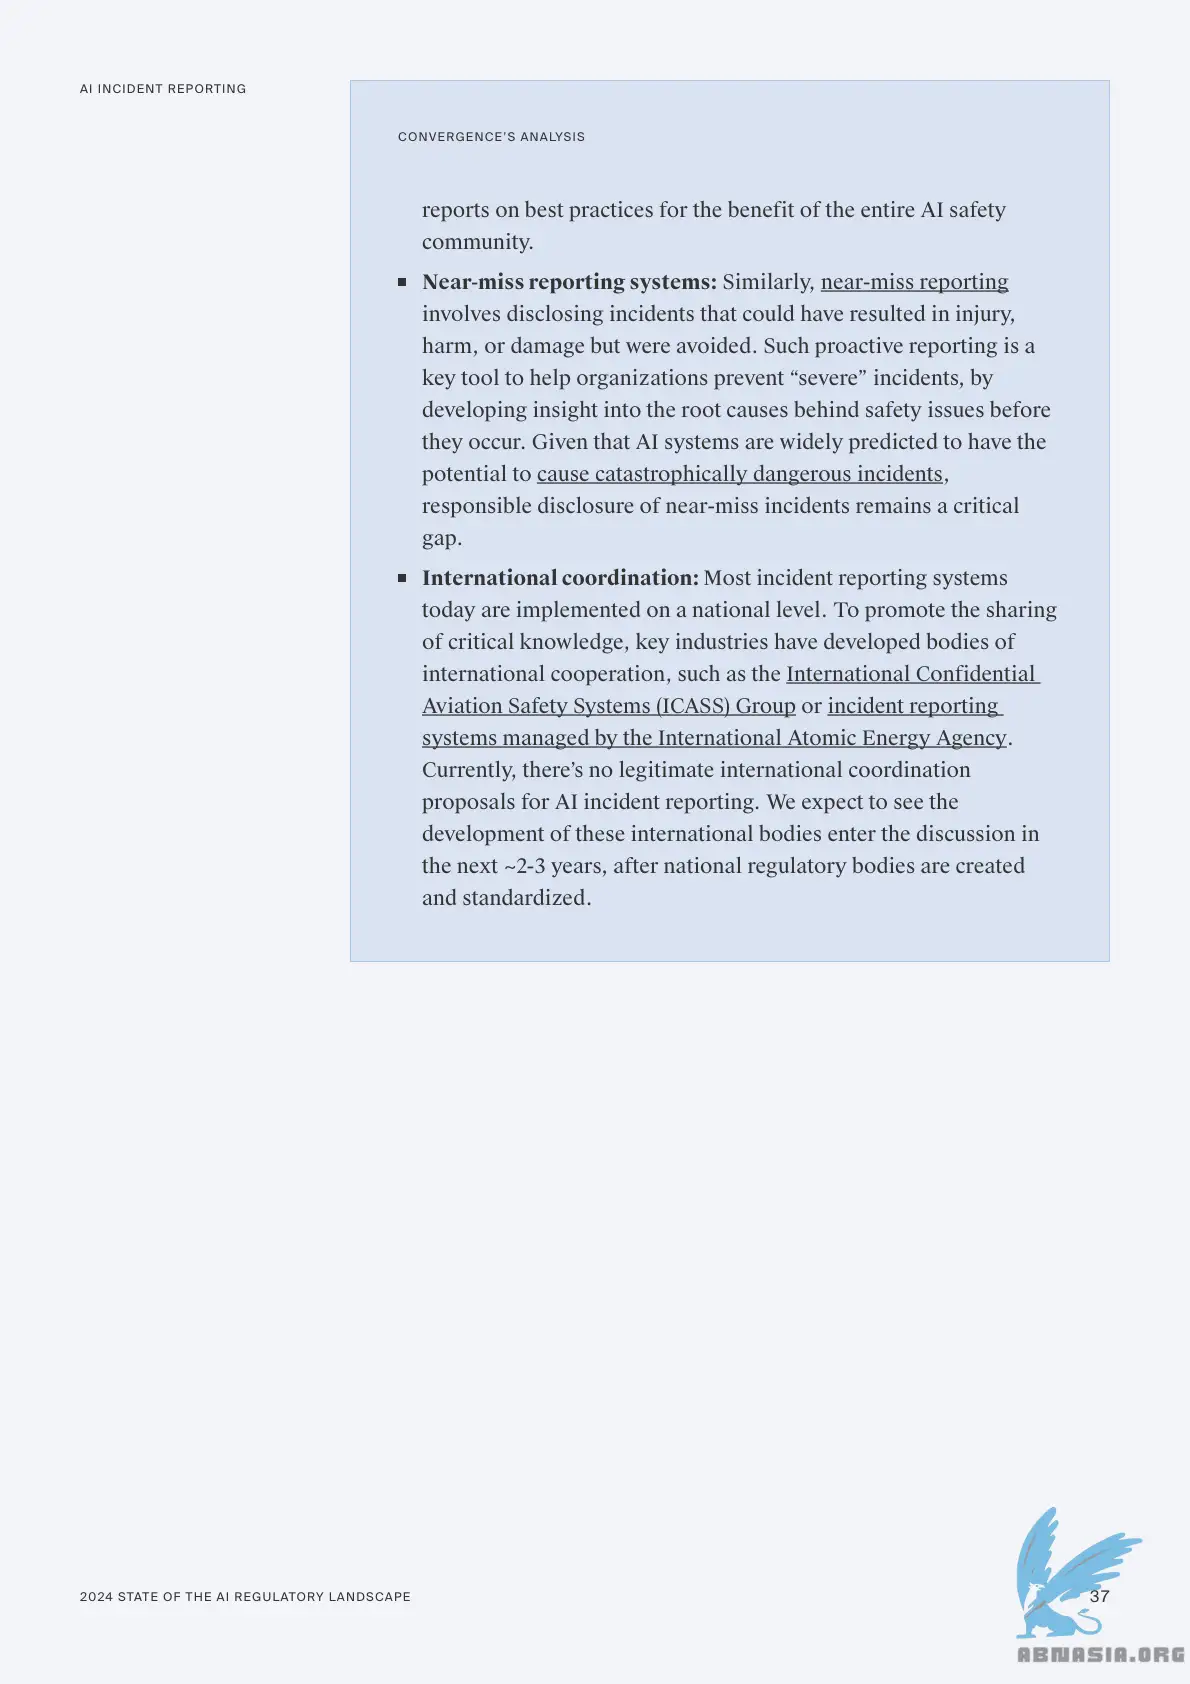 AI INCIDENT REPORTING
CONVERGENCE'S ANALYSIS
reports on best practices for the benefit of the entire AI safety
community.
Near-miss reporting systems: Similarly, near-miss reporting
involves disclosing incidents that could have resulted in injury,
harm, or damage but were avoided. Such proactive reporting is a
key tool to help organizations prevent “severe” incidents, by
developing insight into the root causes behind safety issues before
they occur. Given that AI systems are widely predicted to have the
potential to cause catastrophically dangerous incidents,
responsible disclosure of near-miss incidents remains a critical
gap.
International coordination: Most incident reporting systems
today are implemented on a national level. To promote the sharing
of critical knowledge, key industries have developed bodies of
international cooperation, such as the International Confidential
Aviation Safety Systems (ICASS) Group or incident reporting
systems managed by the International Atomic Energy Agency.
Currently, there’s no legitimate international coordination
proposals for AI incident reporting. We expect to see the
development of these international bodies enter the discussion in
the next ~2-3 years, after national regulatory bodies are created
and standardized.
2024 STATE OF THE AI REGULATORY LANDSCAPE
37
ABNASIA.ORG